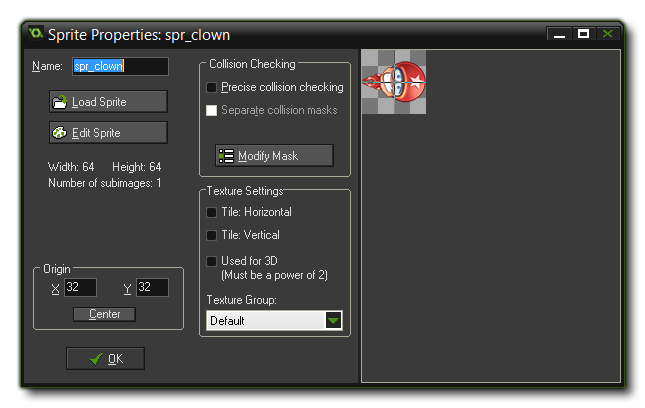 Sprite Properties: spr_clown
Name: spr_clown
Load Sprite
Edit Sprite
Width: 64 Height: 64
Number of subimages: 1
Origin
X 32 Y 32
Center
OK
Collision Checking
Precise collision checking
Separate collision masks
Modify Mask
Texture Settings
Tile: Horizontal
Tile: Vertical
Used for 3D
(Must be a power of 2)
Texture Group:
Default